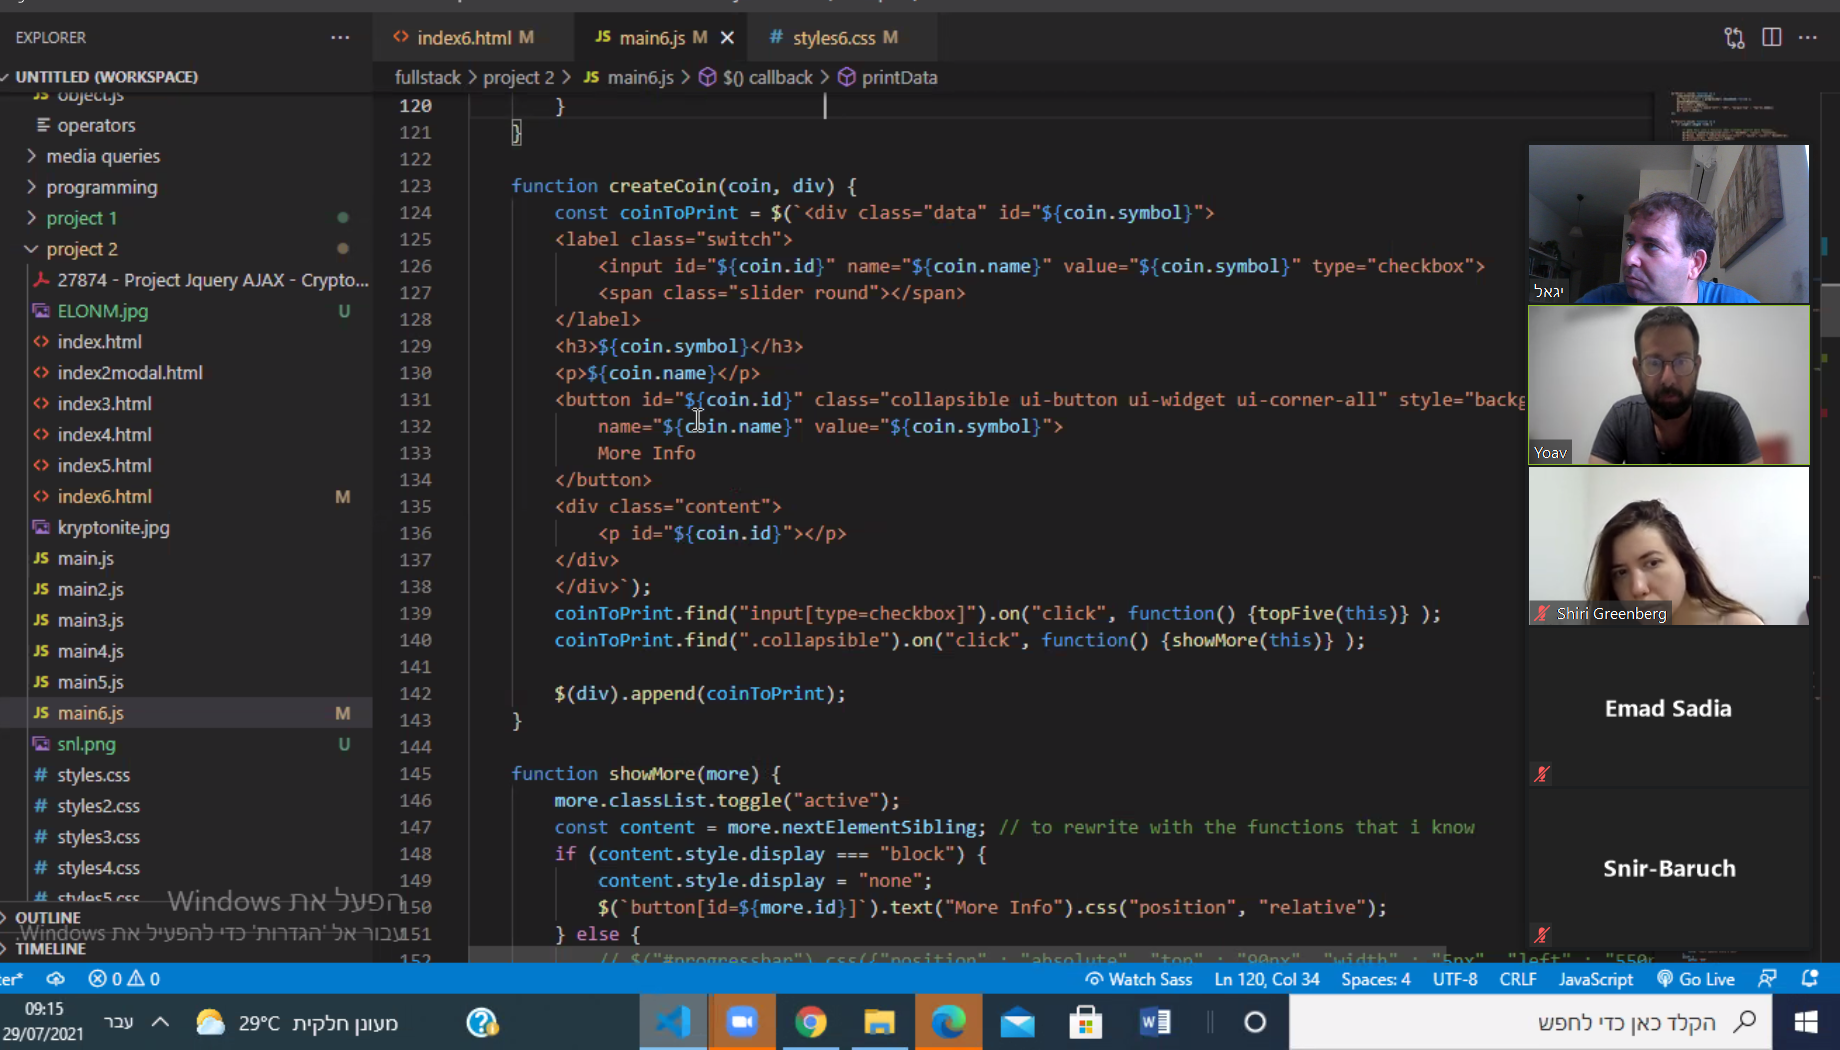 EXPLORER
UNTITLED (WORKSPACE)
object.js
operators
media queries
programming
project 1
project 2
27874 - Project Jquery AJAX - Crypto...
ELONM.jpg U
index.html
index2modal.html
index3.html
index4.html
index5.html
index6.html M
kryptonite.jpg
JS main.js
JS main2.js
JS main3.js
JS main4.js
JS main5.js
JS main6.js M
snl.png U
# styles.css
# styles2.css
# styles3.css
# styles4.css
styles5.css
OUTLINE
TIMELINE
הפעל את Windows
עבור אל 'הגדרות' כדי להפעיל את Windows.
index6.html M
JS main6.js M
# styles6.css M
fullstack > project 2 > JS main6.js > $() callback > printData
120 }
121 }
122
123 function createCoin(coin, div) {
124 const coinToPrint = $(`<div class="data" id="${coin.symbol}">
125 <label class="switch">
126 <input id="${coin.id}" name="${coin.name}" value="${coin.symbol}" type="checkbox">
127 <span class="slider round"></span>
128 </label>
129 <h3>${coin.symbol}</h3>
130 <p>${coin.name}</p>
131 <button id="${coin.id}" class="collapsible ui-button ui-widget ui-corner-all" style="backg
132 name="${coin.name}" value="${coin.symbol}">
133 More Info
134 </button>
135 <div class="content">
136 <p id="${coin.id}"></p>
137 </div>
138 </div>`);
139 coinToPrint.find("input[type=checkbox]").on("click", function() {topFive(this)} );
140 coinToPrint.find(".collapsible").on("click", function() {showMore(this)} );
141
142 $(div).append(coinToPrint);
143 }
144
145 function showMore(more) {
146 more.classList.toggle("active");
147 const content = more.nextElementSibling; // to rewrite with the functions that i know
148 if (content.style.display === "block") {
149 content.style.display = "none";
150 $(`button[id=${more.id}]`).text("More Info").css("position", "relative");
151 } else {
152 // $("#progressbar").css({"position" : "absolute", "top" : "90px", "width" : "5px", "left" : "550
יגאל
Yoav
Shiri Greenberg
Emad Sadia
Snir-Baruch
ter* 0 0 Watch Sass Ln 120, Col 34 Spaces: 4 UTF-8 CRLF JavaScript Go Live
09:15
29/07/2021
עבר
29°C מעונן חלקית
הקלד כאן כדי לחפש